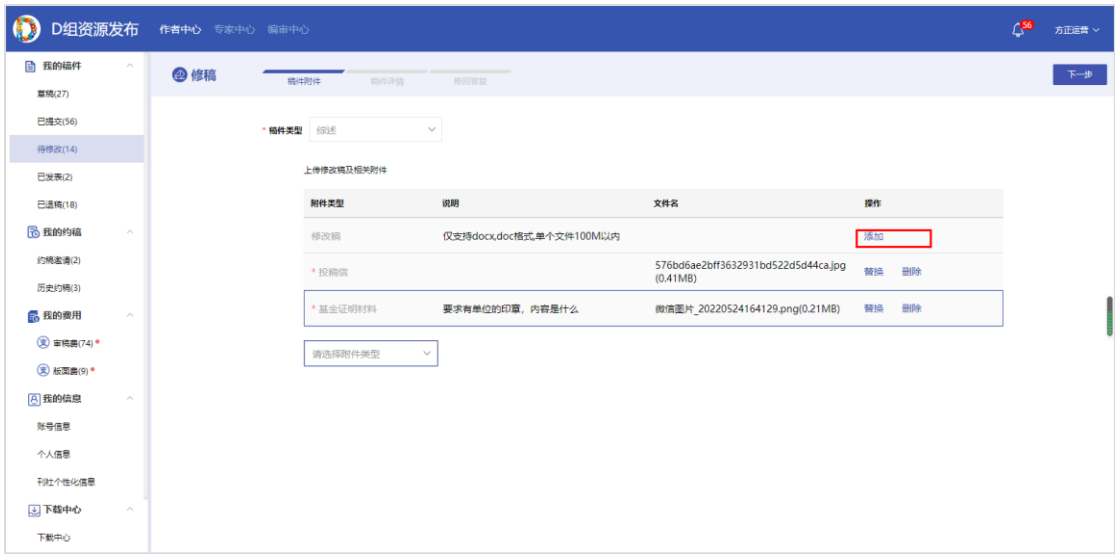 D组资源发布 作者中心 专家中心 编审中心 56 方正运营
我的稿件
草稿(27)
已提交(56)
待修改(14)
已发表(2)
已退稿(18)
我的约稿
约稿邀请(2)
历史约稿(3)
我的费用
审稿费(74)
版面费(9)
我的信息
账号信息
个人信息
刊社个性化信息
下载中心
下载中心
修稿 稿件附件 稿件详情 修回信复 下一步
* 稿件类型 综述
上传修改稿及相关附件
附件类型 说明 文件名 操作
修改稿 仅支持docx,doc格式,单个文件100M以内 添加
* 投稿信 576bd6ae2bff3632931bd522d5d44ca.jpg
(0.41MB) 替换 删除
* 基金证明材料 要求有单位的印章，内容是什么 微信图片_20220524164129.png(0.21MB) 替换 删除
请选择附件类型